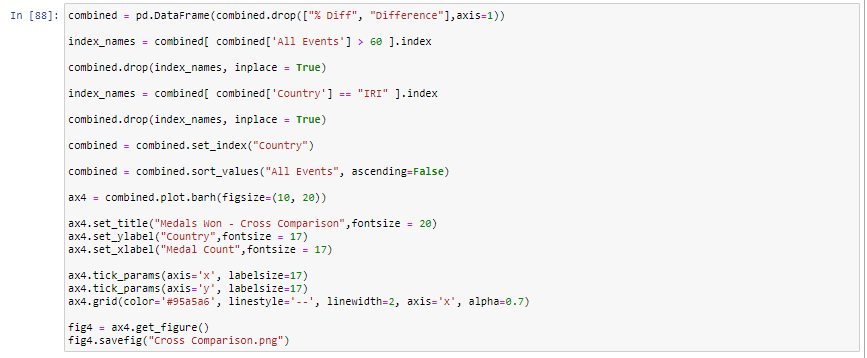 In [88]: combined = pd.DataFrame(combined.drop(["% Diff", "Difference"],axis=1))
index_names = combined[ combined['All Events'] > 60 ].index
combined.drop(index_names, inplace = True)
index_names = combined[ combined['Country'] == "IRI" ].index
combined.drop(index_names, inplace = True)
combined = combined.set_index("Country")
combined = combined.sort_values("All Events", ascending=False)
ax4 = combined.plot.barh(figsize=(10, 20))
ax4.set_title("Medals Won - Cross Comparison",fontsize = 20)
ax4.set_ylabel("Country",fontsize = 17)
ax4.set_xlabel("Medal Count",fontsize = 17)
ax4.tick_params(axis='x', labelsize=17)
ax4.tick_params(axis='y', labelsize=17)
ax4.grid(color='#95a5a6', linestyle='--', linewidth=2, axis='x', alpha=0.7)
fig4 = ax4.get_figure()
fig4.savefig("Cross Comparison.png")